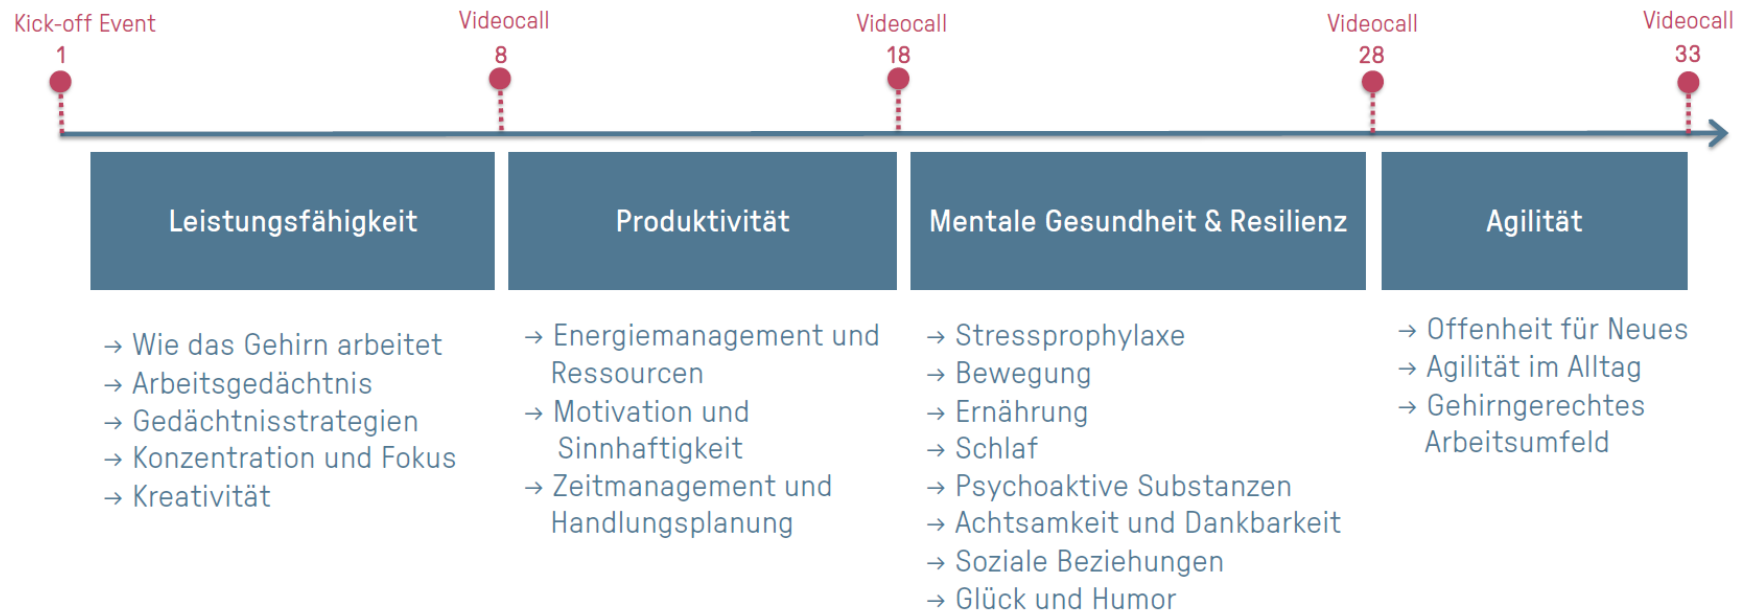 Kick-off Event
1
Videocall
8
Videocall
18
Videocall
28
Videocall
33
Leistungsfähigkeit
→ Wie das Gehirn arbeitet
→ Arbeitsgedächtnis
→ Gedächtnisstrategien
→ Konzentration und Fokus
→ Kreativität
Produktivität
→ Energiemanagement und
Ressourcen
→ Motivation und
Sinnhaftigkeit
→ Zeitmanagement und
Handlungsplanung
Mentale Gesundheit & Resilienz
→ Stressprophylaxe
→ Bewegung
→ Ernährung
→ Schlaf
→ Psychoaktive Substanzen
→ Achtsamkeit und Dankbarkeit
→ Soziale Beziehungen
→ Glück und Humor
Agilität
→ Offenheit für Neues
→ Agilität im Alltag
→ Gehirngerechtes
Arbeitsumfeld